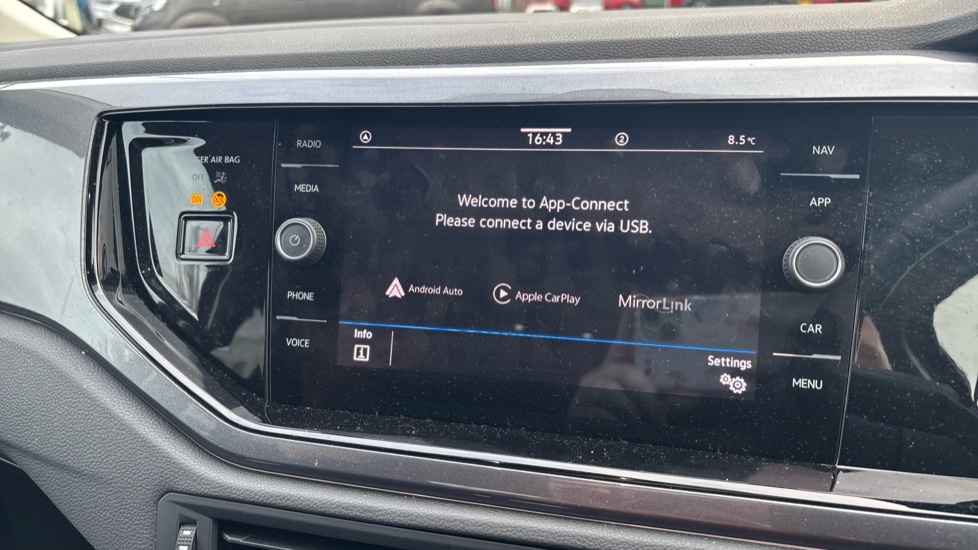 RADIO
16:43
2
8.5°C
NAV
AIR BAG
OFF
MEDIA
ON
Welcome to App-Connect
Please connect a device via USB.
APP
PHONE
Android Auto
Apple CarPlay
MirrorLink
CAR
VOICE
Info
Settings
MENU